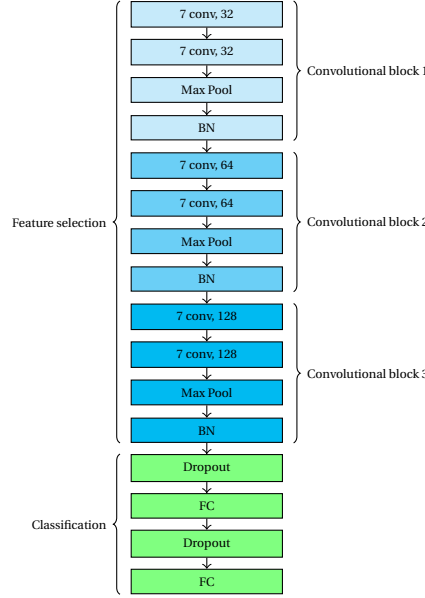 7 conv, 32
7 conv, 32
Max Pool
BN
Convolutional block 1
7 conv, 64
7 conv, 64
Max Pool
BN
Convolutional block 2
Feature selection
7 conv, 128
7 conv, 128
Max Pool
BN
Convolutional block 3
Dropout
FC
Dropout
FC
Classification